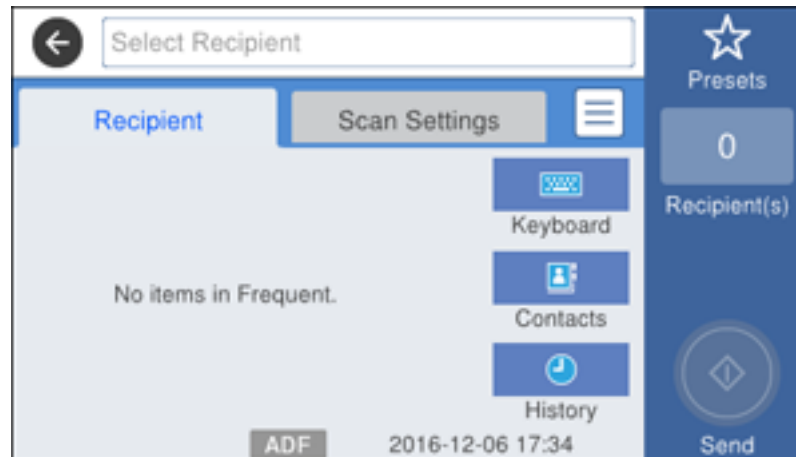 Select Recipient
Presets
Recipient
Scan Settings
0
Recipient(s)
Keyboard
No items in Frequent.
Contacts
History
ADF
2016-12-06 17:34
Send